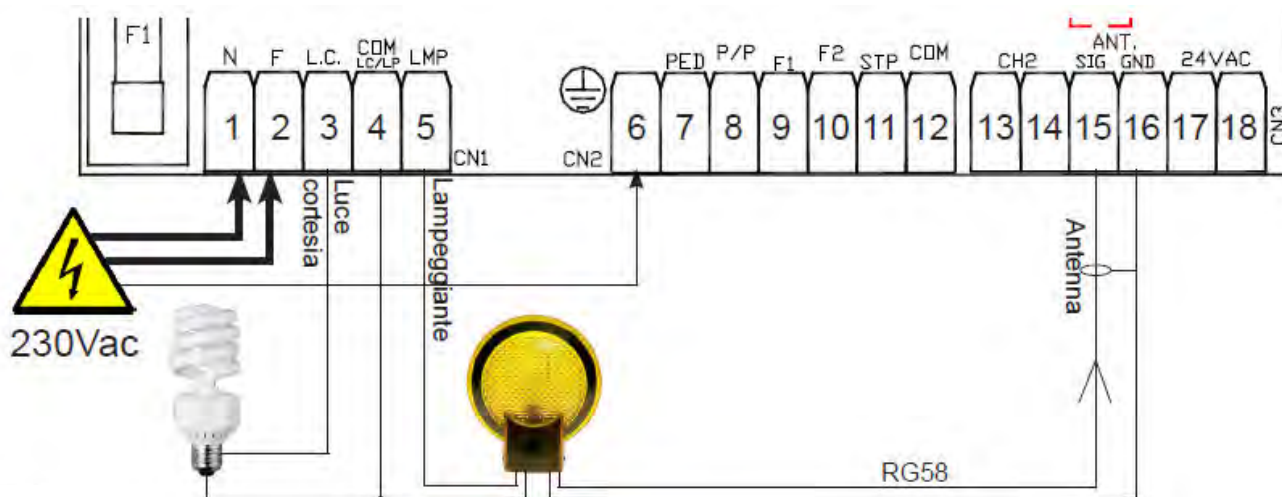 F1
N F L.C. COM LC/LP LMP
1 2 3 4 5
CN1
PED P/P F1 F2 STP COM
CN2
6 7 8 9 10 11 12
ANT.
CH2 SIG GND 24VAC
13 14 15 16 17 18
CN3
230Vac
Luce
cortesia
Lampeggiante
Antenna
RG58